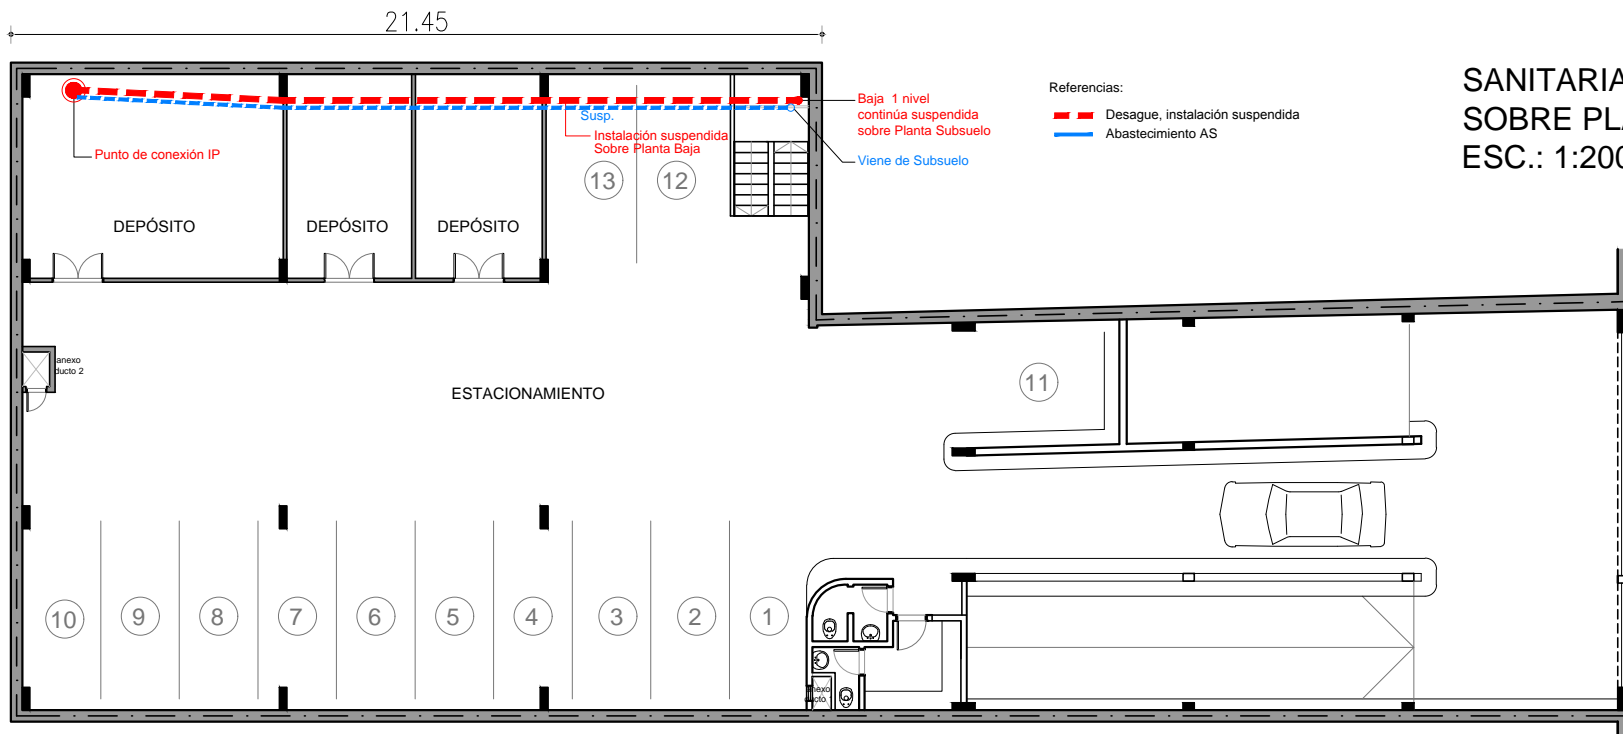 21.45
SANITARIA
SOBRE PLA
ESC.: 1:200
Referencias:
Desague, instalación suspendida
Abastecimiento AS
Baja 1 nivel
continúa suspendida
sobre Planta Subsuelo
Viene de Subsuelo
Susp.
Instalación suspendida
Sobre Planta Baja
Punto de conexión IP
13
12
DEPÓSITO
DEPÓSITO
DEPÓSITO
anexo
ducto 2
ESTACIONAMIENTO
11
10
9
8
7
6
5
4
3
2
1